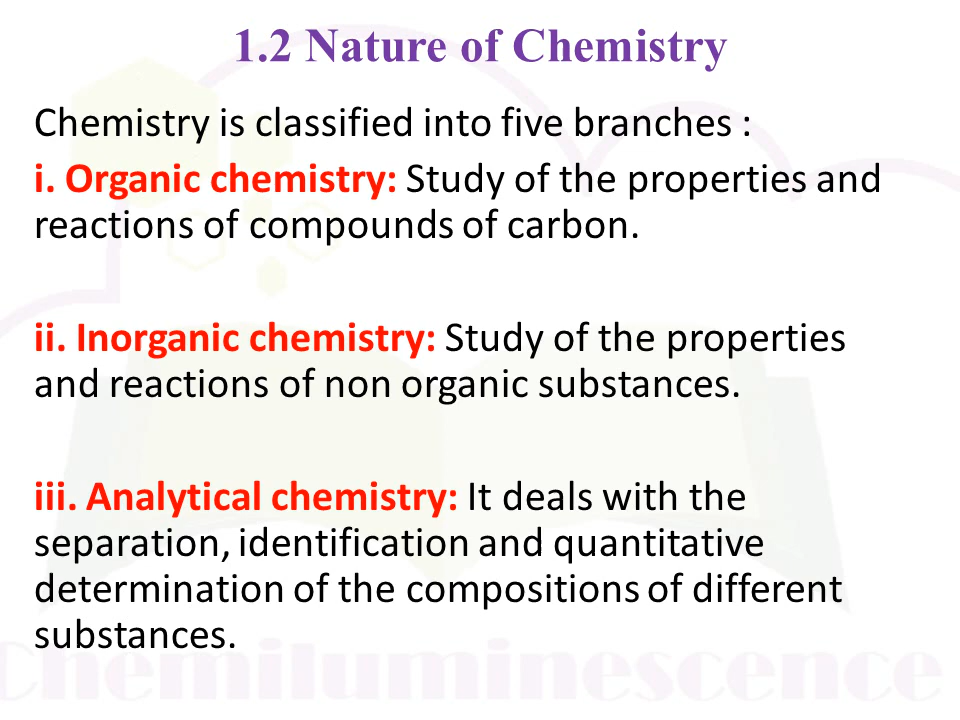 1.2 Nature of Chemistry
Chemistry is classified into five branches :
i. Organic chemistry: Study of the properties and
reactions of compounds of carbon.
ii. Inorganic chemistry: Study of the properties
and reactions of non organic substances.
iii. Analytical chemistry: It deals with the
separation, identification and quantitative
determination of the compositions of different
substances.
Chemiluminescence